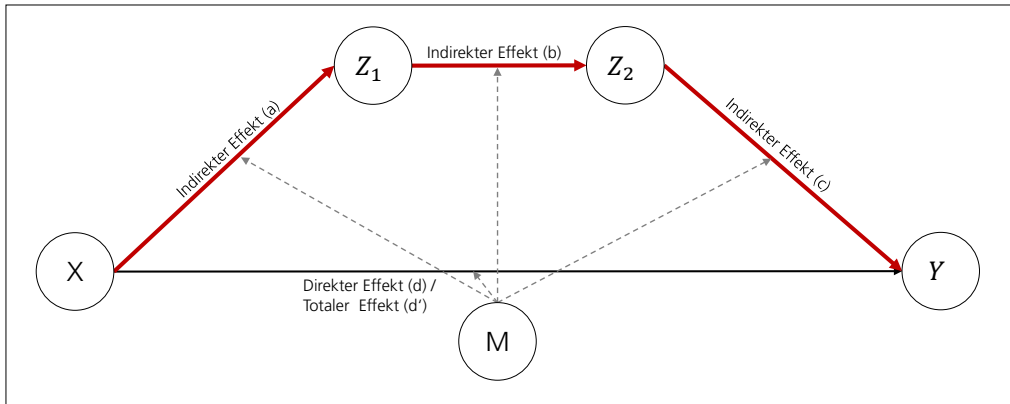 Indirekter Effekt (b)
Z₁
Z₂
Indirekter Effekt (a)
Indirekter Effekt (c)
X
Y
Direkter Effekt (d) /
Totaler Effekt (d‘)
M